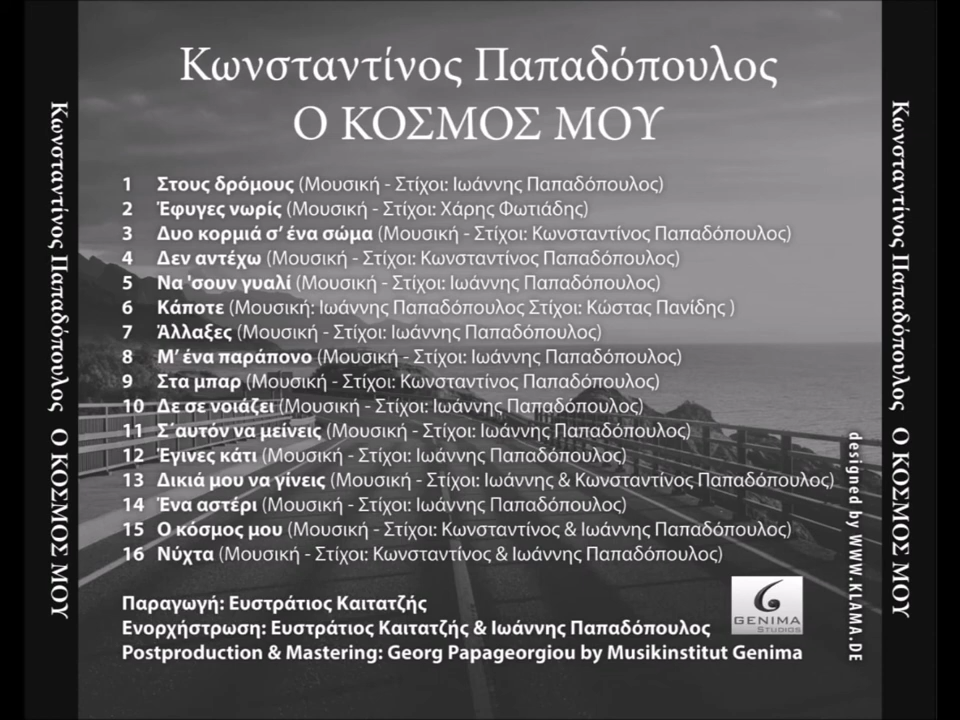 Κωνσταντίνος Παπαδόπουλος
Ο ΚΟΣΜΟΣ ΜΟΥ
1 Στους δρόμους (Μουσική - Στίχοι: Ιωάννης Παπαδόπουλος)
2 Έφυγες νωρίς (Μουσική - Στίχοι: Χάρης Φωτιάδης)
3 Δυο κορμιά σ’ ένα σώμα (Μουσική - Στίχοι: Κωνσταντίνος Παπαδόπουλος)
4 Δεν αντέχω (Μουσική - Στίχοι: Κωνσταντίνος Παπαδόπουλος)
5 Να 'σουν γυαλί (Μουσική - Στίχοι: Ιωάννης Παπαδόπουλος)
6 Κάποτε (Μουσική: Ιωάννης Παπαδόπουλος Στίχοι: Κώστας Πανίδης )
7 Άλλαξες (Μουσική - Στίχοι: Ιωάννης Παπαδόπουλος)
8 Μ’ ένα παράπονο (Μουσική - Στίχοι: Ιωάννης Παπαδόπουλος)
9 Στα μπαρ (Μουσική - Στίχοι: Κωνσταντίνος Παπαδόπουλος)
10 Δε σε νοιάζει (Μουσική - Στίχοι: Ιωάννης Παπαδόπουλος)
11 Σ΄αυτόν να μείνεις (Μουσική - Στίχοι: Ιωάννης Παπαδόπουλος)
12 Έγινες κάτι (Μουσική - Στίχοι: Ιωάννης Παπαδόπουλος)
13 Δικιά μου να γίνεις (Μουσική - Στίχοι: Ιωάννης & Κωνσταντίνος Παπαδόπουλος)
14 Ένα αστέρι (Μουσική - Στίχοι: Ιωάννης Παπαδόπουλος)
15 Ο κόσμος μου (Μουσική - Στίχοι: Κωνσταντίνος & Ιωάννης Παπαδόπουλος)
16 Νύχτα (Μουσική - Στίχοι: Κωνσταντίνος & Ιωάννης Παπαδόπουλος)
Παραγωγή: Ευστράτιος Καιτατζής
Ενορχήστρωση: Ευστράτιος Καιτατζής & Ιωάννης Παπαδόπουλος
Postproduction & Mastering: Georg Papageorgiou by Musikinstitut Genima
GENIMA
STUDIOS
designed by WWW.KLAMA.DE
Κωνσταντίνος Παπαδόπουλος Ο ΚΟΣΜΟΣ ΜΟΥ
Κωνσταντίνος Παπαδόπουλος Ο ΚΟΣΜΟΣ ΜΟΥ